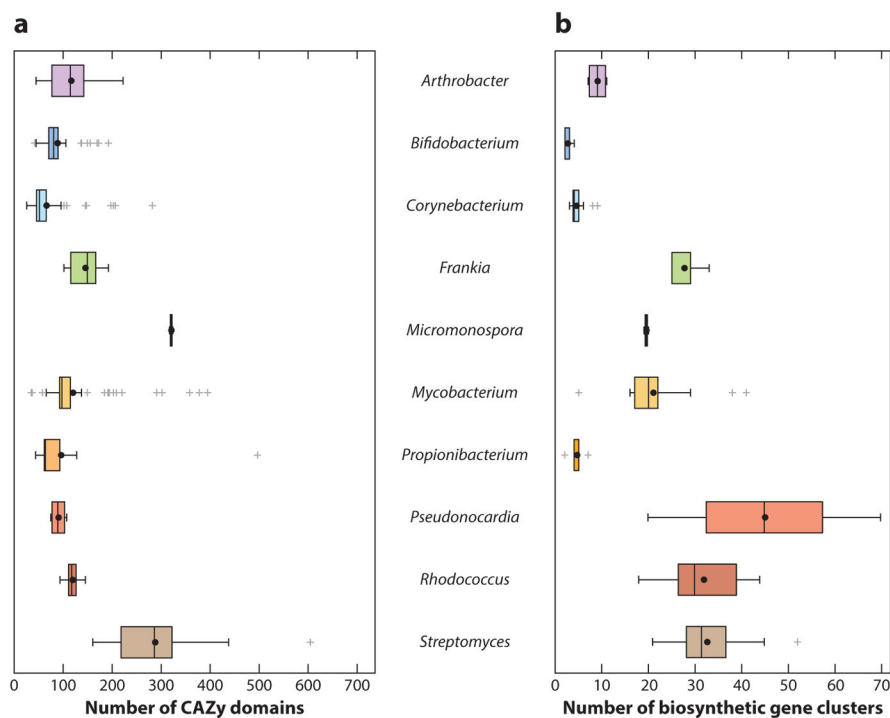 a
b
Arthrobacter
Bifidobacterium
Corynebacterium
Frankia
Micromonospora
Mycobacterium
Propionibacterium
Pseudonocardia
Rhodococcus
Streptomyces
0 100 200 300 400 500 600 700
0 10 20 30 40 50 60 70
Number of CAZy domains
Number of biosynthetic gene clusters